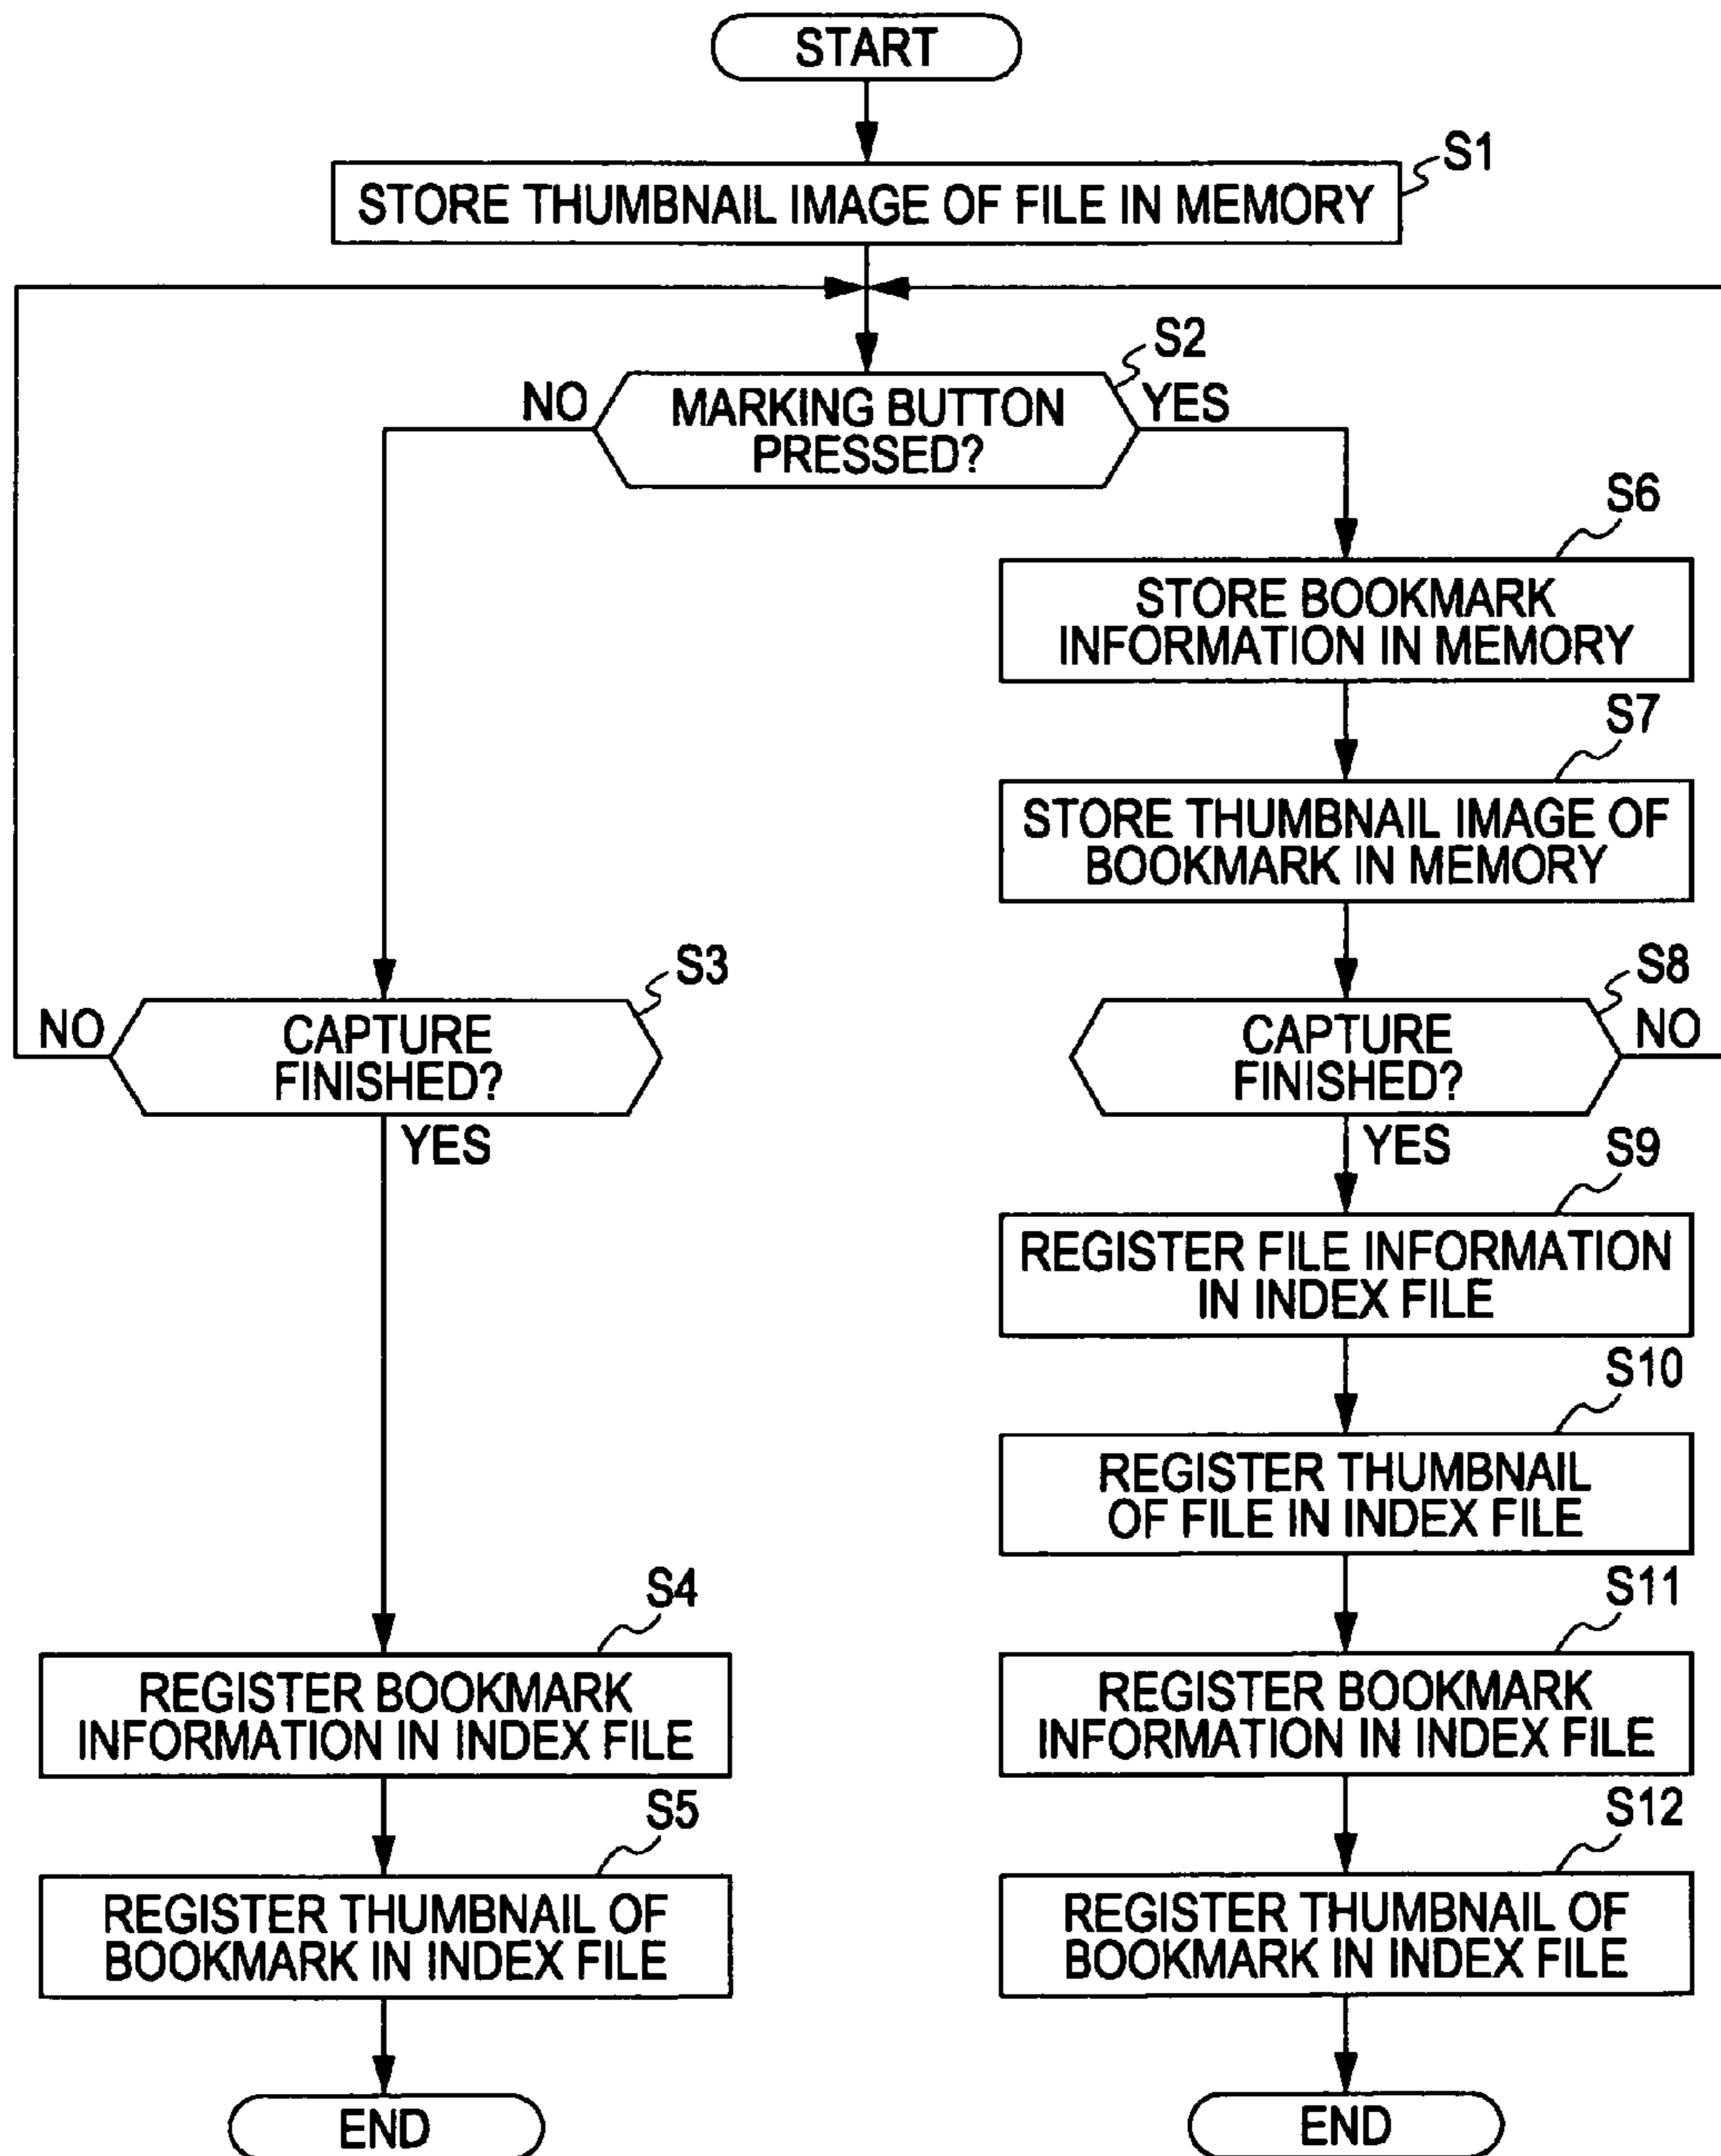 START
S1
STORE THUMBNAIL IMAGE OF FILE IN MEMORY
S2
NO
MARKING BUTTON
PRESSED?
YES
S6
STORE BOOKMARK
INFORMATION IN MEMORY
S7
STORE THUMBNAIL IMAGE OF
BOOKMARK IN MEMORY
S3
NO
CAPTURE
FINISHED?
YES
S8
CAPTURE
FINISHED?
NO
YES
S9
REGISTER FILE INFORMATION
IN INDEX FILE
S10
REGISTER THUMBNAIL
OF FILE IN INDEX FILE
S4
REGISTER BOOKMARK
INFORMATION IN INDEX FILE
S11
REGISTER BOOKMARK
INFORMATION IN INDEX FILE
S5
REGISTER THUMBNAIL OF
BOOKMARK IN INDEX FILE
S12
REGISTER THUMBNAIL OF
BOOKMARK IN INDEX FILE
END
END